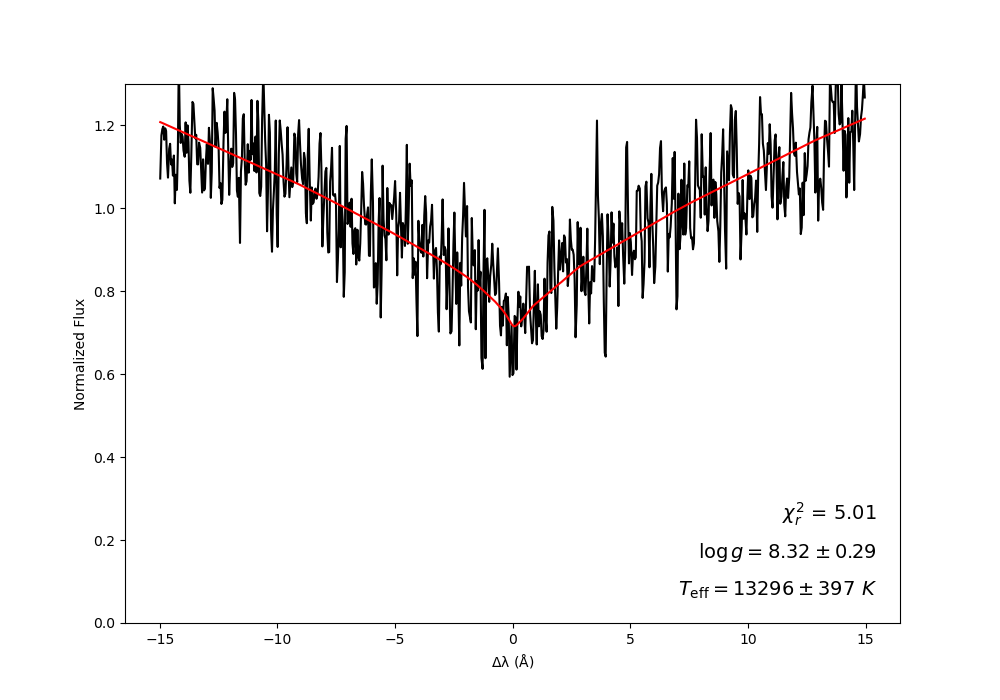 1.2
1.0
0.8
0.6
0.4
0.2
0.0
Normalized Flux
χ²ᵣ = 5.01
log g = 8.32 ± 0.29
T_eff = 13296 ± 397 K
−15 −10 −5 0 5 10 15
Δλ (Å)